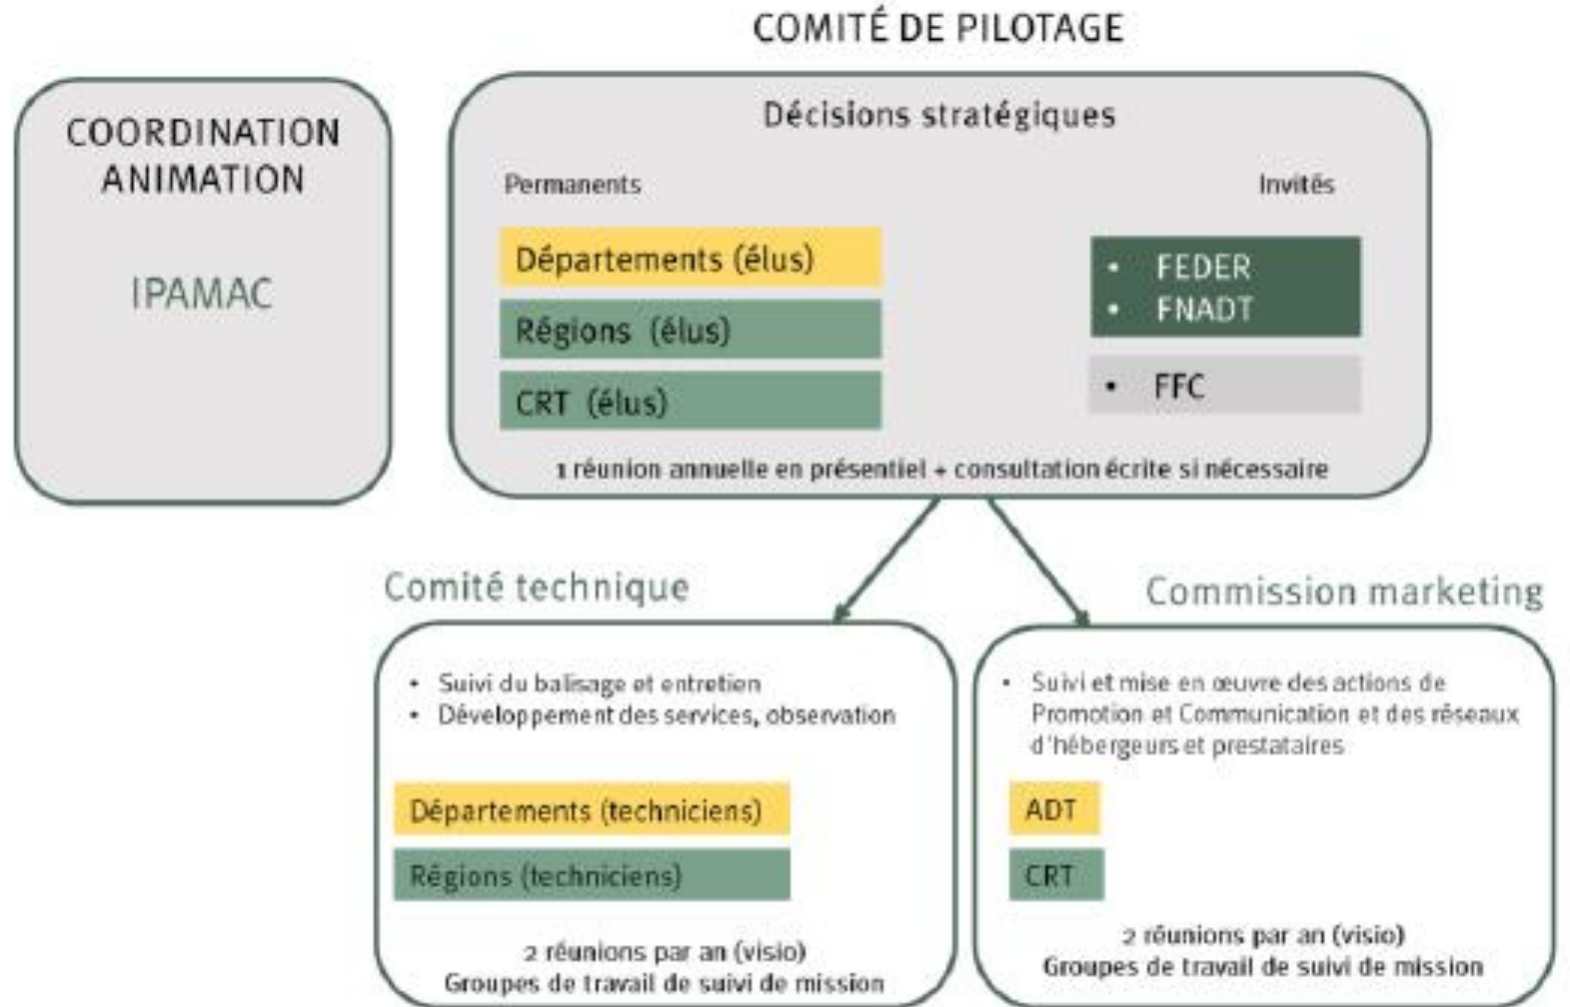 COMITÉ DE PILOTAGE
COORDINATION
ANIMATION
IPAMAC
Décisions stratégiques
Permanents
Invités
Départements (élus)
Régions (élus)
CRT (élus)
• FEDER
• FNADT
• FFC
1 réunion annuelle en présentiel + consultation écrite si nécessaire
Comité technique
• Suivi du balisage et entretien
• Développement des services, observation
Départements (techniciens)
Régions (techniciens)
2 réunions par an (visio)
Groupes de travail de suivi de mission
Commission marketing
• Suivi et mise en œuvre des actions de
Promotion et Communication et des réseaux
d'hébergeurs et prestataires
ADT
CRT
2 réunions par an (visio)
Groupes de travail de suivi de mission